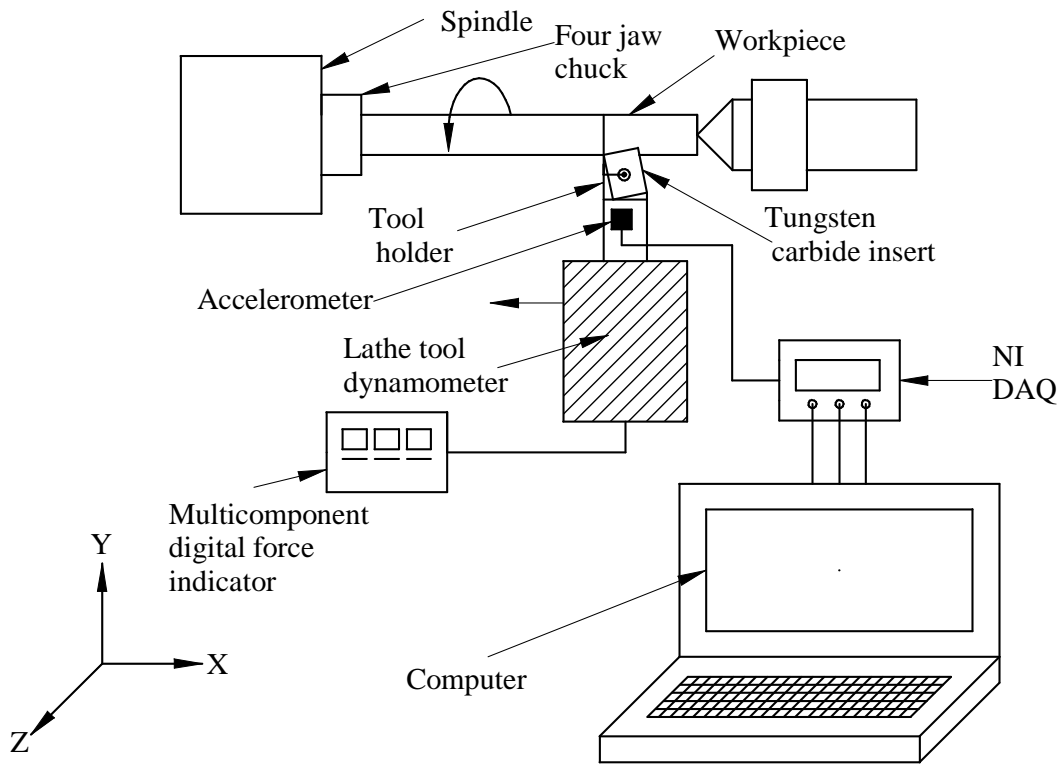 Spindle
Four jaw
chuck
Workpiece
Tool
holder
Tungsten
carbide insert
Accelerometer
Lathe tool
dynamometer
NI
DAQ
Multicomponent
digital force
indicator
Y
X
Z
Computer